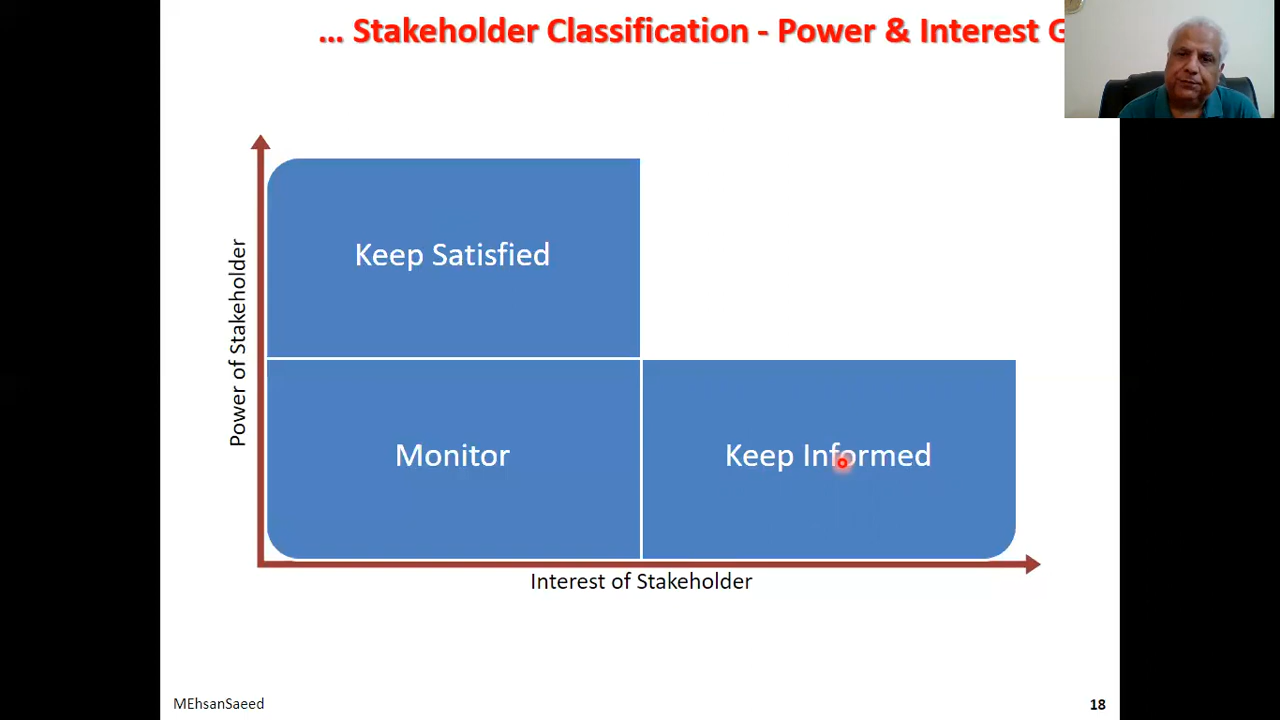 ... Stakeholder Classification - Power & Interest
Power of Stakeholder
Keep Satisfied
Monitor
Keep Informed
Interest of Stakeholder
MEhsanSaeed
18